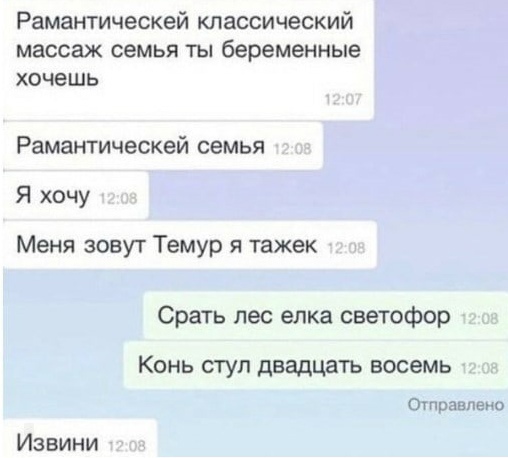 Рамантическей классический
массаж семья ты беременные
хочешь
12:07
Рамантическей семья 12:08
Я хочу 12:08
Меня зовут Темур я тажек 12:08
Срать лес елка светофор 12:08
Конь стул двадцать восемь 12:08
Отправлено
Извини 12:08